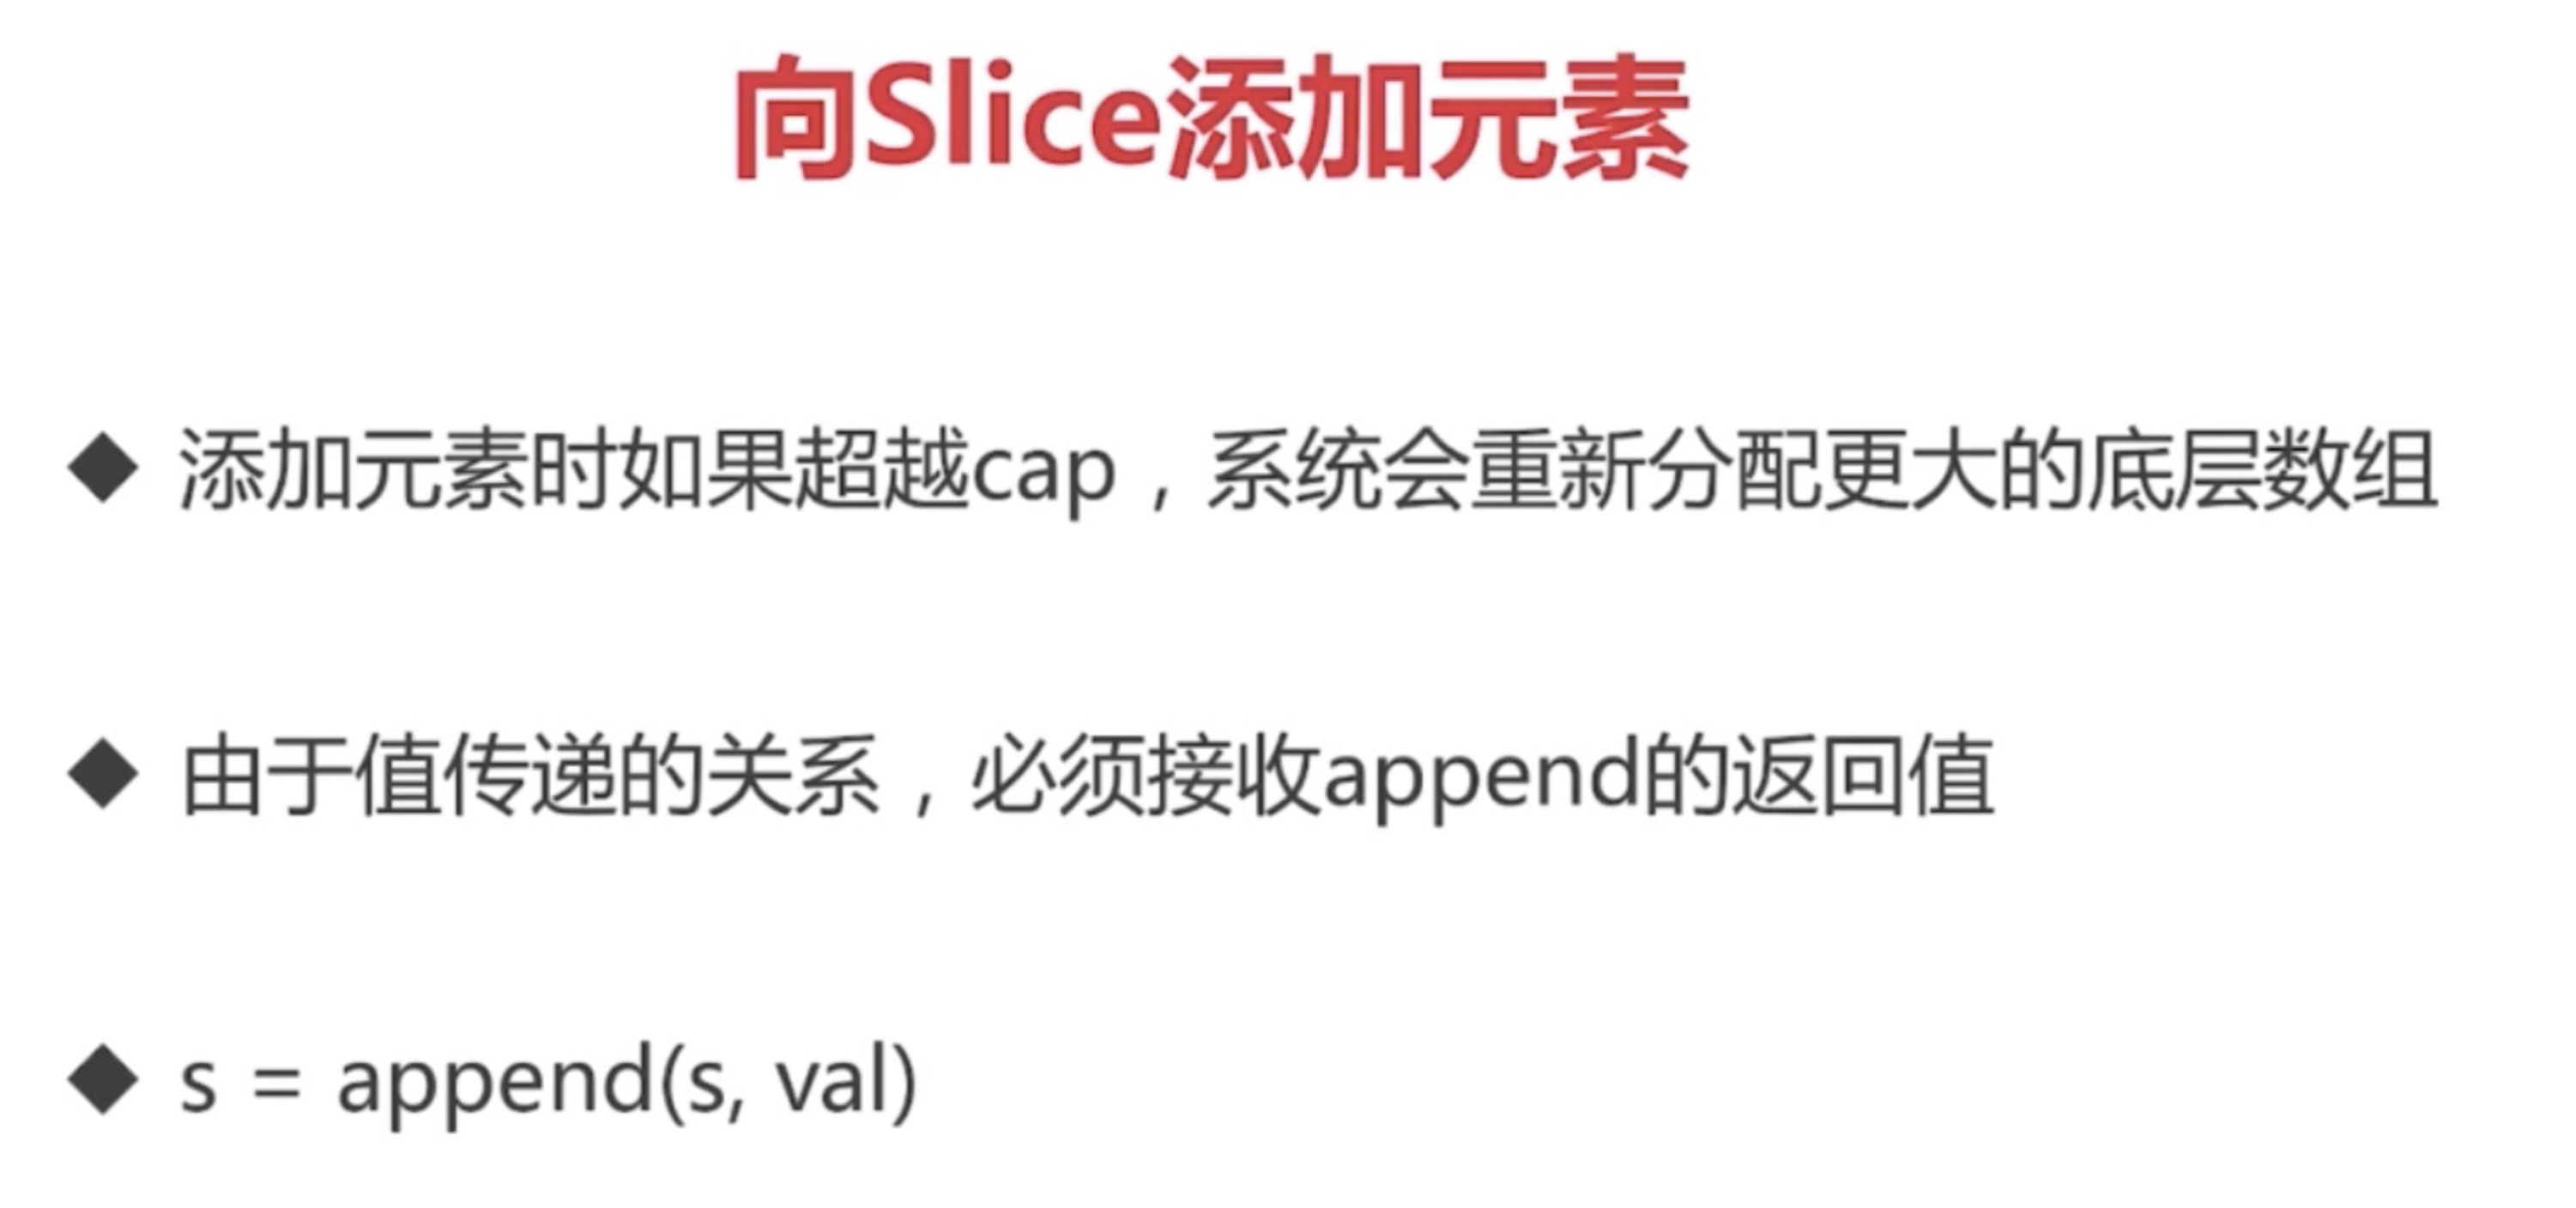 向Slice添加元素
◆ 添加元素时如果超越cap，系统会重新分配更大的底层数组
◆ 由于值传递的关系，必须接收append的返回值
◆ s = append(s, val)